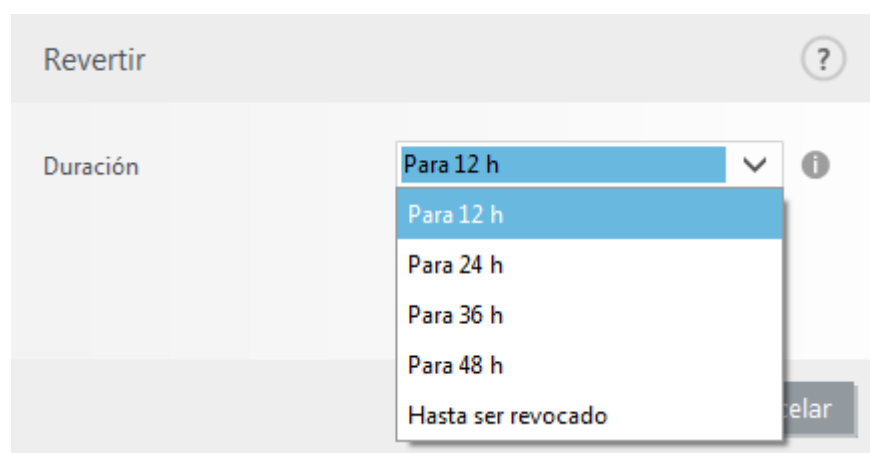 Revertir
?
Duración
Para 12 h
i
Para 12 h
Para 24 h
Para 36 h
Para 48 h
Hasta ser revocado